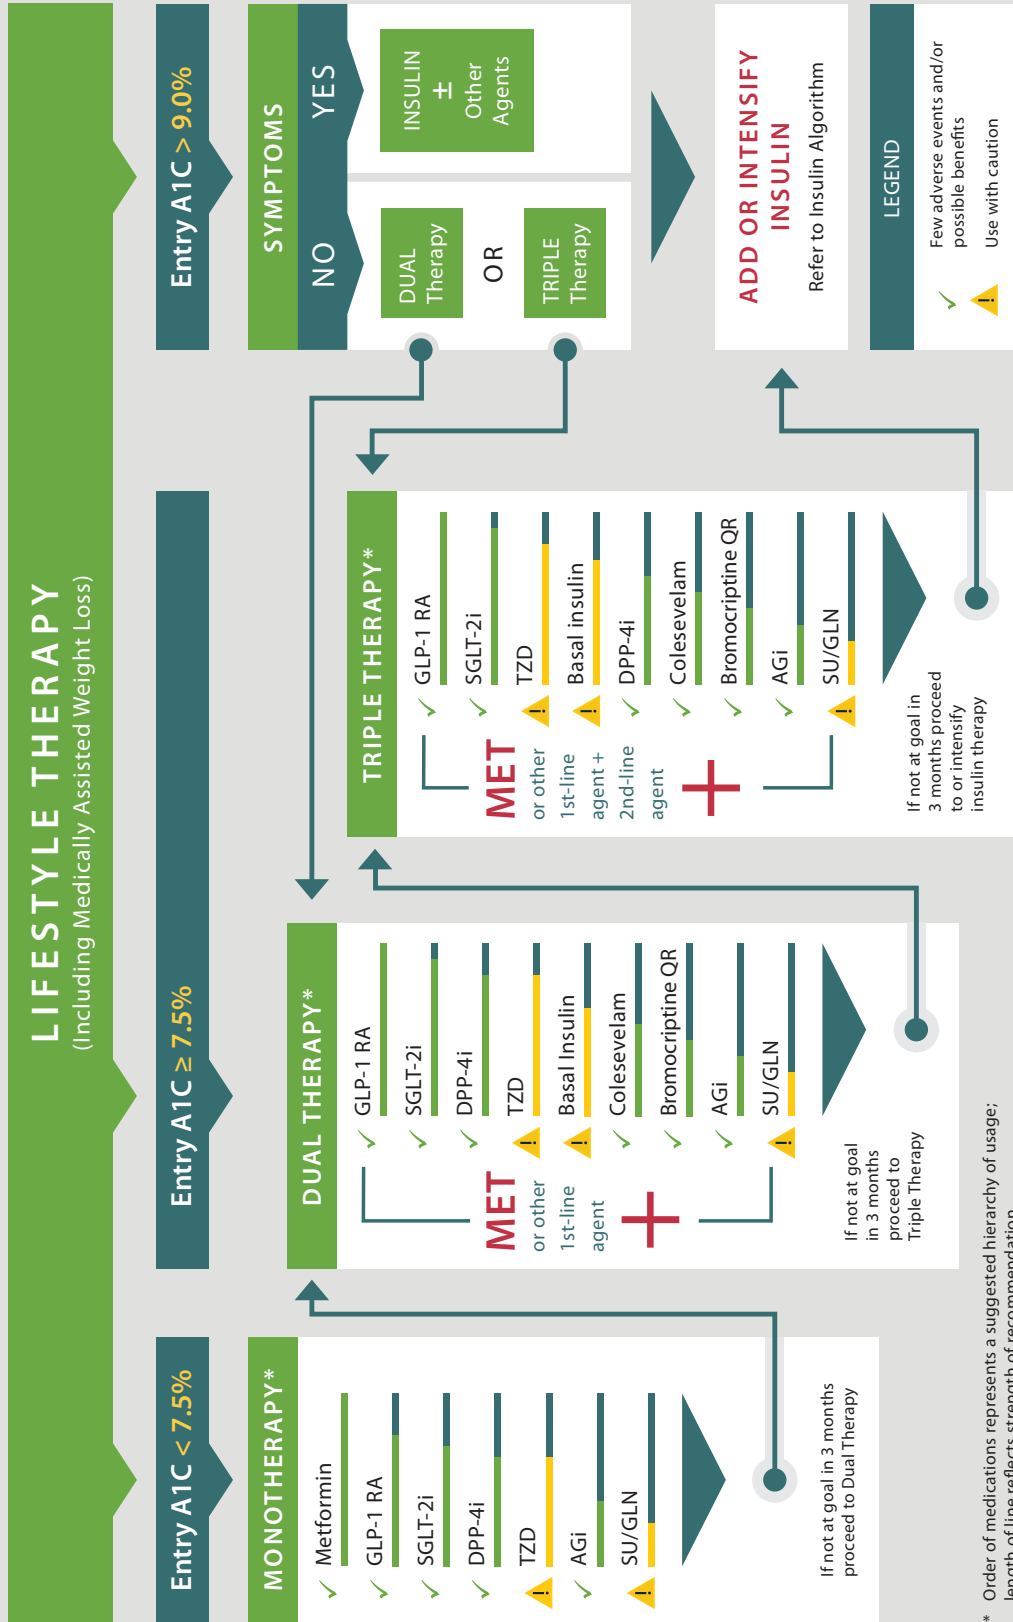 LIFESTYLE THERAPY
(Including Medically Assisted Weight Loss)
Entry A1C < 7.5%
MONOTHERAPY*
Metformin
GLP-1 RA
SGLT-2i
DPP-4i
TZD
AGi
SU/GLN
If not at goal in 3 months
proceed to Dual Therapy
Entry A1C ≥ 7.5%
DUAL THERAPY*
MET
or other
1st-line
agent
+
GLP-1 RA
SGLT-2i
DPP-4i
TZD
Basal Insulin
Colesevelam
Bromocriptine QR
AGi
SU/GLN
If not at goal
in 3 months
proceed to
Triple Therapy
TRIPLE THERAPY*
MET
or other
1st-line
agent +
2nd-line
agent
+
GLP-1 RA
SGLT-2i
TZD
Basal insulin
DPP-4i
Colesevelam
Bromocriptine QR
AGi
SU/GLN
If not at goal in
3 months proceed
to or intensify
insulin therapy
Entry A1C > 9.0%
SYMPTOMS
NO
YES
DUAL
Therapy
OR
TRIPLE
Therapy
INSULIN
±
Other
Agents
ADD OR INTENSIFY
INSULIN
Refer to Insulin Algorithm
LEGEND
Few adverse events and/or
possible benefits
Use with caution
* Order of medications represents a suggested hierarchy of usage;
length of line reflects strength of recommendation